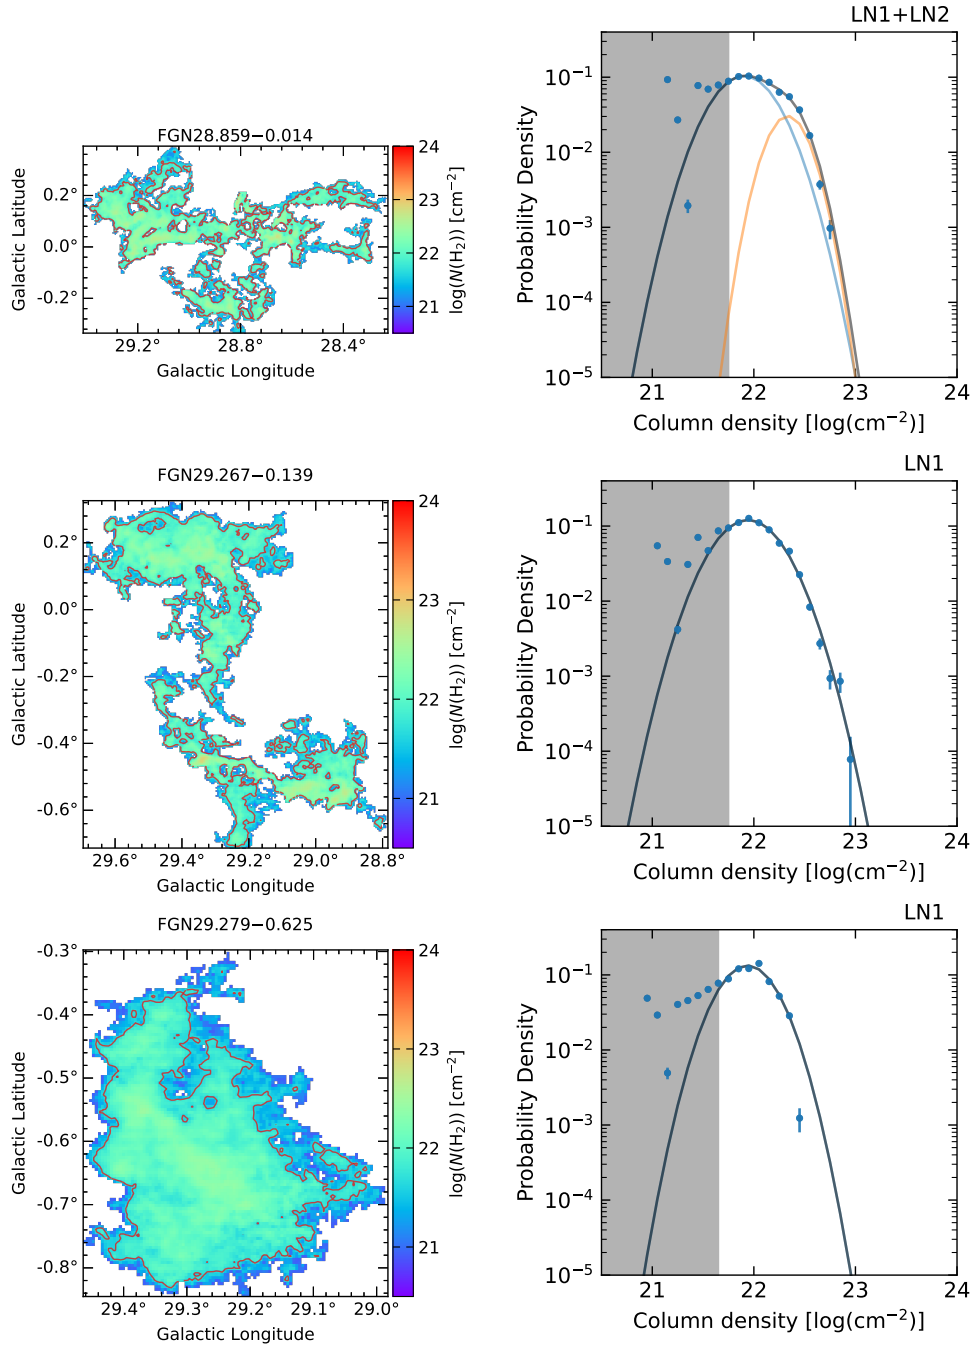 LN1+LN2
FGN28.859−0.014
Galactic Latitude
0.2°
0.0°
-0.2°
29.2° 28.8° 28.4°
Galactic Longitude
24
23
22
21
log(N(H₂)) [cm⁻²]
Probability Density
10⁻¹
10⁻²
10⁻³
10⁻⁴
10⁻⁵
21 22 23 24
Column density [log(cm⁻²)]
LN1
FGN29.267−0.139
Galactic Latitude
0.2°
0.0°
-0.2°
-0.4°
-0.6°
29.6° 29.4° 29.2° 29.0° 28.8°
Galactic Longitude
24
23
22
21
log(N(H₂)) [cm⁻²]
Probability Density
10⁻¹
10⁻²
10⁻³
10⁻⁴
10⁻⁵
21 22 23 24
Column density [log(cm⁻²)]
LN1
FGN29.279−0.625
Galactic Latitude
-0.3°
-0.4°
-0.5°
-0.6°
-0.7°
-0.8°
29.4° 29.3° 29.2° 29.1° 29.0°
Galactic Longitude
24
23
22
21
log(N(H₂)) [cm⁻²]
Probability Density
10⁻¹
10⁻²
10⁻³
10⁻⁴
10⁻⁵
21 22 23 24
Column density [log(cm⁻²)]